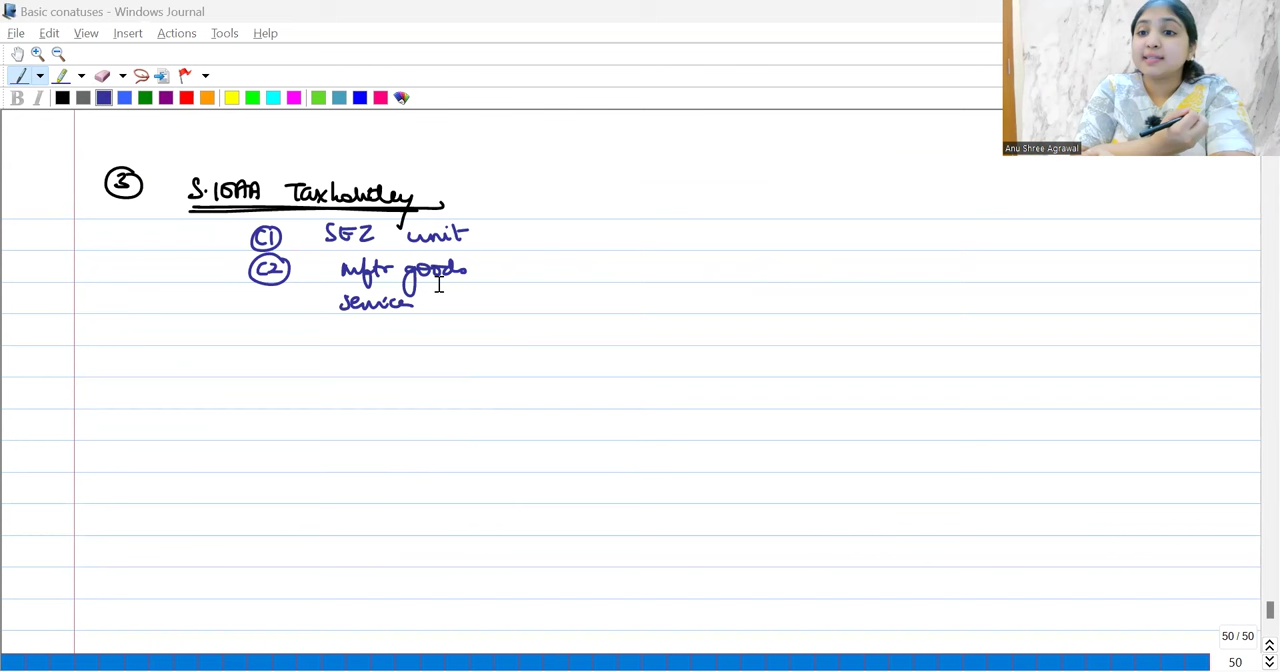 Basic conatuses - Windows Journal
File Edit View Insert Actions Tools Help
B I
Anu Shree Agrawal
3 S.10AA Taxholiday
C1 SEZ unit
C2 mftr goods
service
50 / 50
50